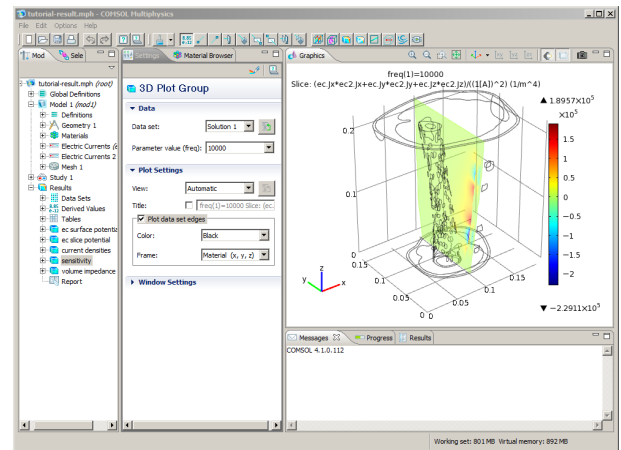 tutorial-result.mph - COMSOL Multiphysics
File Edit Options Help
Mod
Sele
Settings
Material Browser
Graphics
tutorial-result.mph (root)
Global Definitions
Model 1 (mod1)
Definitions
Geometry 1
Materials
Electric Currents (e
Electric Currents 2
Mesh 1
Study 1
Results
Data Sets
Derived Values
Tables
ec surface potentia
ec slice potential
current densities
sensitivity
volume impedance
Report
3D Plot Group
Data
Data set: Solution 1
Parameter value (freq): 10000
Plot Settings
View: Automatic
Title: freq(1)=10000 Slice: (ec.
Plot data set edges
Color: Black
Frame: Material (x, y, z)
Window Settings
freq(1)=10000
Slice: (ec.Jx*ec2.Jx+ec.Jy*ec2.Jy+ec.Jz*ec2.Jz)/((1[A])^2) (1/m^4)
▲ 1.8957×10⁵
×10⁵
1.5
1
0.5
0
−0.5
−1
−1.5
−2
▼ −2.2911×10⁵
0.2
0.1
0
0.15
0.1
0.05
0
0
0.05
0.1
0.15
z
y
x
Messages
Progress
Results
COMSOL 4.1.0.112
Working set: 801 MB Virtual memory: 892 MB